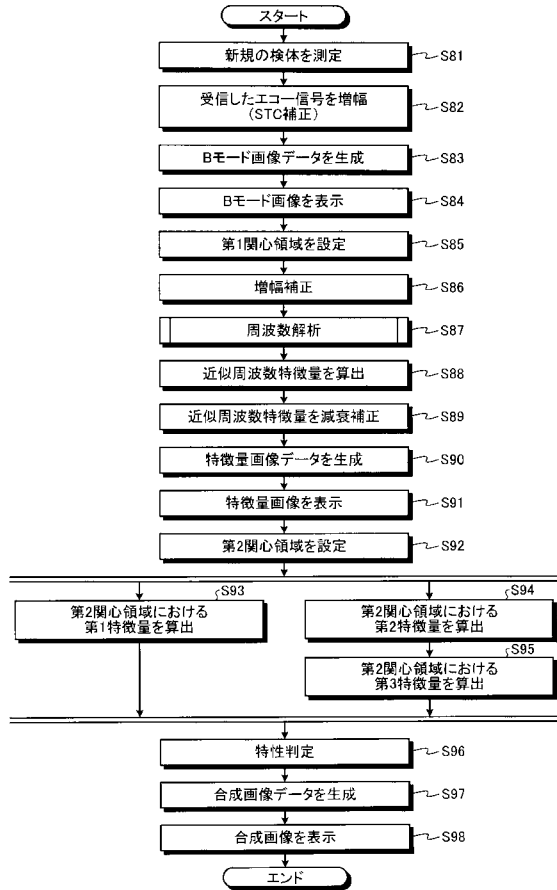 スタート
新規の検体を測定
S81
受信したエコー信号を増幅
(STC補正)
S82
Bモード画像データを生成
S83
Bモード画像を表示
S84
第1関心領域を設定
S85
増幅補正
S86
周波数解析
S87
近似周波数特徴量を算出
S88
近似周波数特徴量を減衰補正
S89
特徴量画像データを生成
S90
特徴量画像を表示
S91
第2関心領域を設定
S92
S93
第2関心領域における
第1特徴量を算出
S94
第2関心領域における
第2特徴量を算出
S95
第2関心領域における
第3特徴量を算出
特性判定
S96
合成画像データを生成
S97
合成画像を表示
S98
エンド